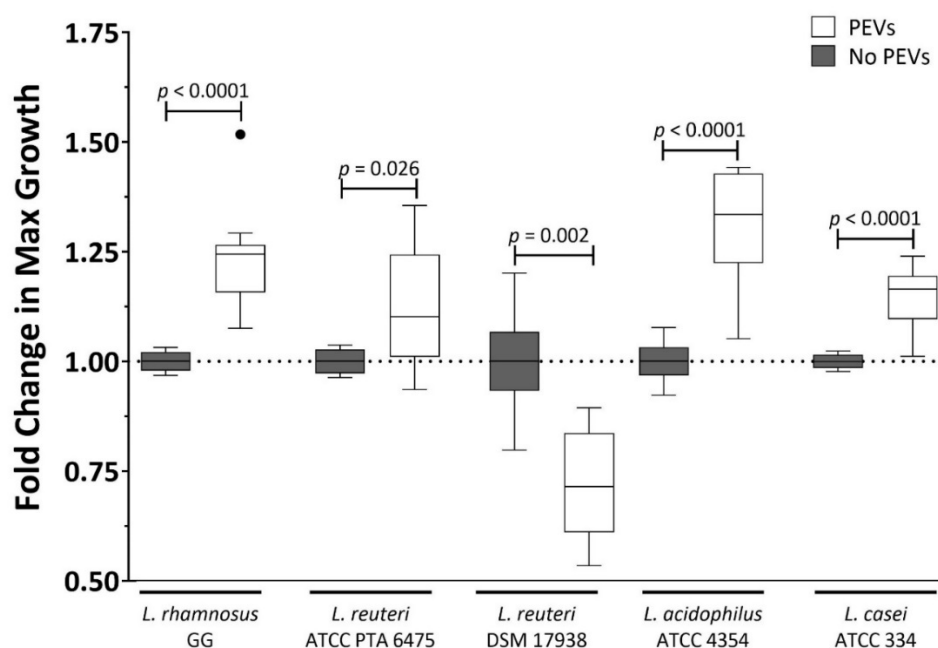 Fold Change in Max Growth
1.75
1.50
1.25
1.00
0.75
0.50
PEVs
No PEVs
p < 0.0001
p = 0.026
p = 0.002
p < 0.0001
p < 0.0001
L. rhamnosus
GG
L. reuteri
ATCC PTA 6475
L. reuteri
DSM 17938
L. acidophilus
ATCC 4354
L. casei
ATCC 334